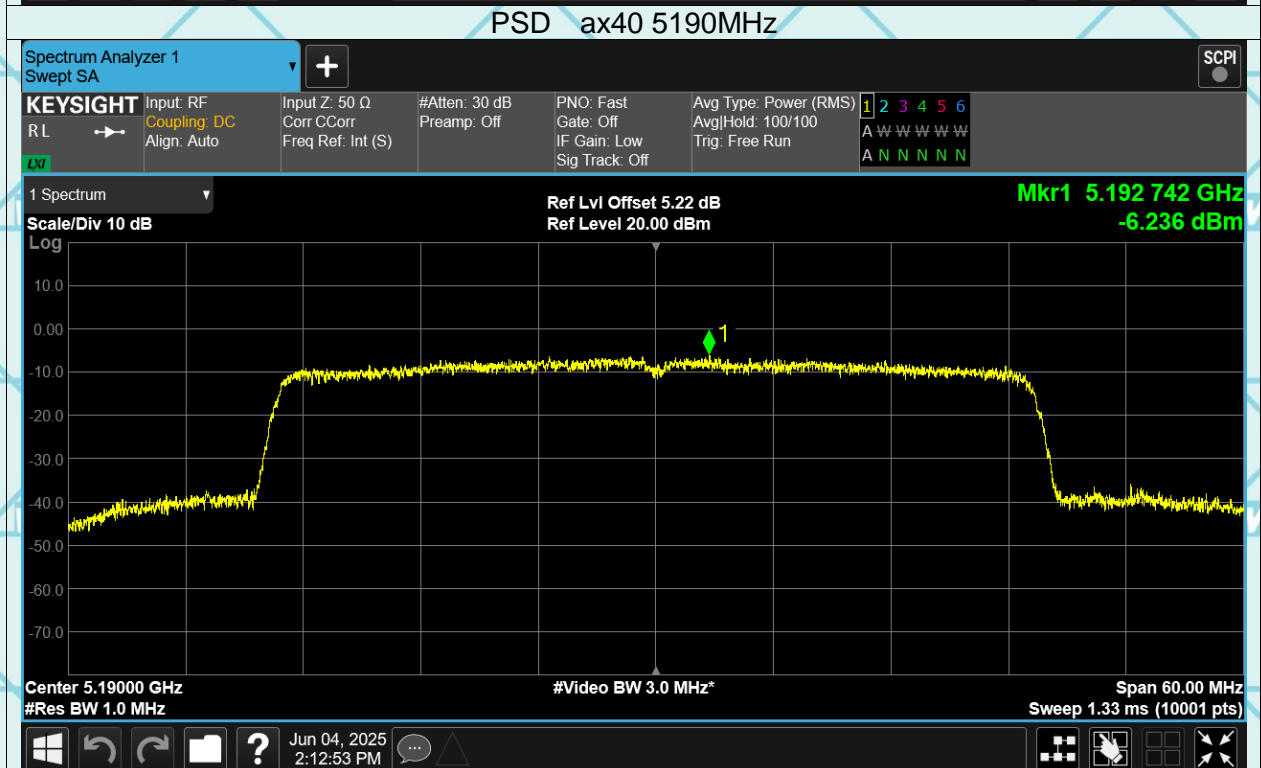 PSD ax40 5190MHz
Spectrum Analyzer 1
Swept SA
SCPI
KEYSIGHT
R L
LXI
Input: RF
Coupling: DC
Align: Auto
Input Z: 50 Ω
Corr CCorr
Freq Ref: Int (S)
#Atten: 30 dB
Preamp: Off
PNO: Fast
Gate: Off
IF Gain: Low
Sig Track: Off
Avg Type: Power (RMS)
Avg|Hold: 100/100
Trig: Free Run
1 2 3 4 5 6
A W W W W W
A N N N N N
1 Spectrum
Scale/Div 10 dB
Ref Lvl Offset 5.22 dB
Ref Level 20.00 dBm
Mkr1 5.192 742 GHz
-6.236 dBm
Log
10.0
0.00
-10.0
-20.0
-30.0
-40.0
-50.0
-60.0
-70.0
1
Center 5.19000 GHz
#Res BW 1.0 MHz
#Video BW 3.0 MHz*
Span 60.00 MHz
Sweep 1.33 ms (10001 pts)
?
Jun 04, 2025
2:12:53 PM